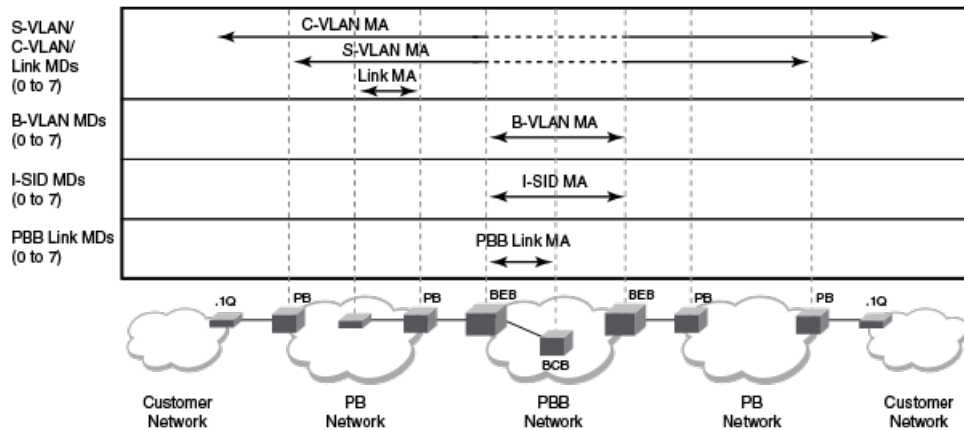 S-VLAN/
C-VLAN/
Link MDs
(0 to 7)
C-VLAN MA
S-VLAN MA
Link MA
B-VLAN MDs
(0 to 7)
B-VLAN MA
I-SID MDs
(0 to 7)
I-SID MA
PBB Link MDs
(0 to 7)
PBB Link MA
.1Q
PB
PB
BEB
BEB
PB
PB
.1Q
BCB
Customer
Network
PB
Network
PBB
Network
PB
Network
Customer
Network